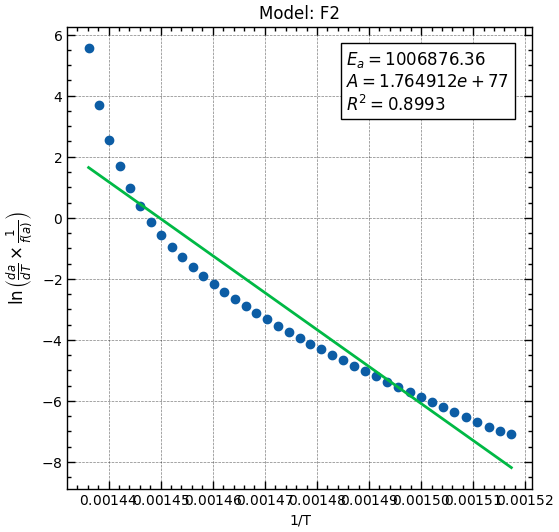 Model: F2
E_a = 1006876.36
A = 1.764912e + 77
R^2 = 0.8993
6
4
2
0
−2
−4
−6
−8
ln (da/dT × 1/f(a))
0.00144 0.00145 0.00146 0.00147 0.00148 0.00149 0.00150 0.00151 0.00152
1/T